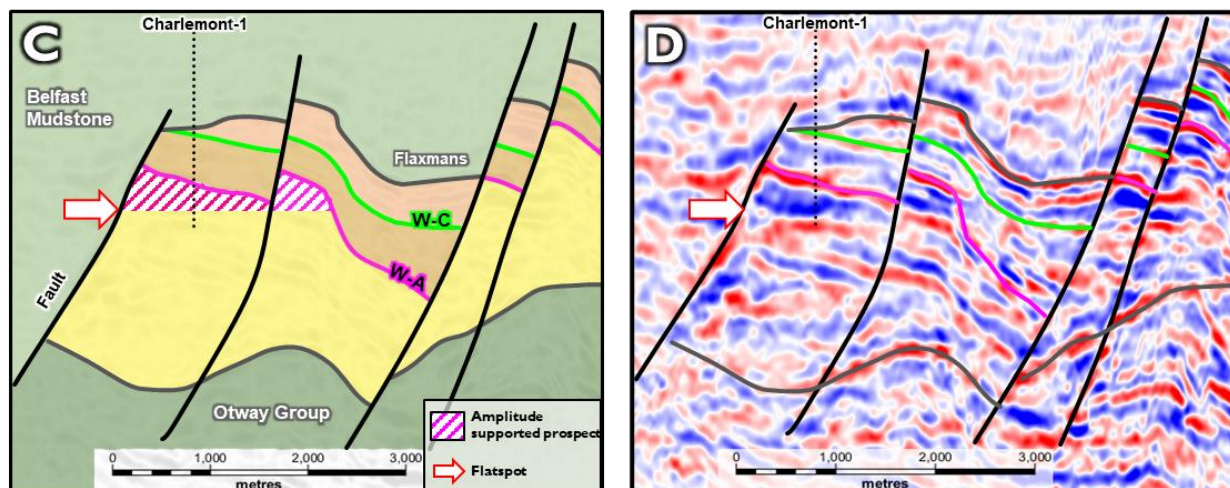 C
Charlemont-1
Belfast
Mudstone
Flaxmans
W-C
W-A
Fault
Otway Group
Amplitude
supported prospect
Flatspot
0 1,000 2,000 3,000
metres
D
Charlemont-1
0 1,000 2,000 3,000
metres